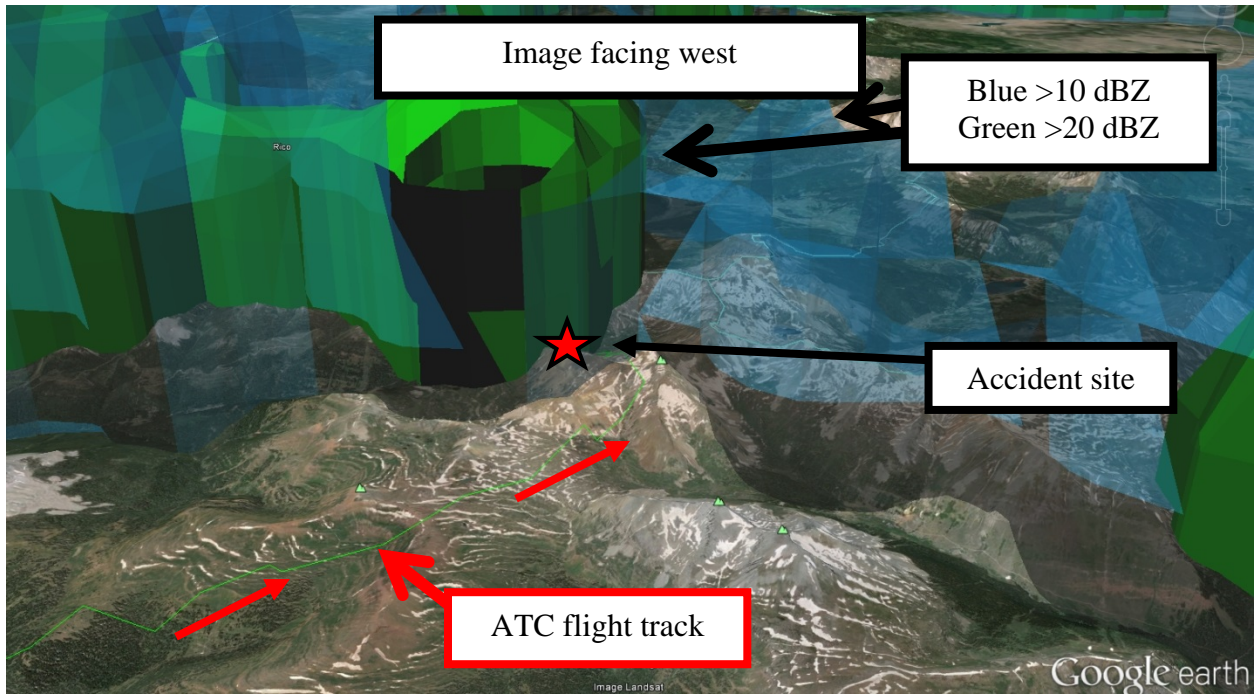 Image facing west
Blue >10 dBZ
Green >20 dBZ
Rico
Accident site
ATC flight track
Google earth
Image Landsat